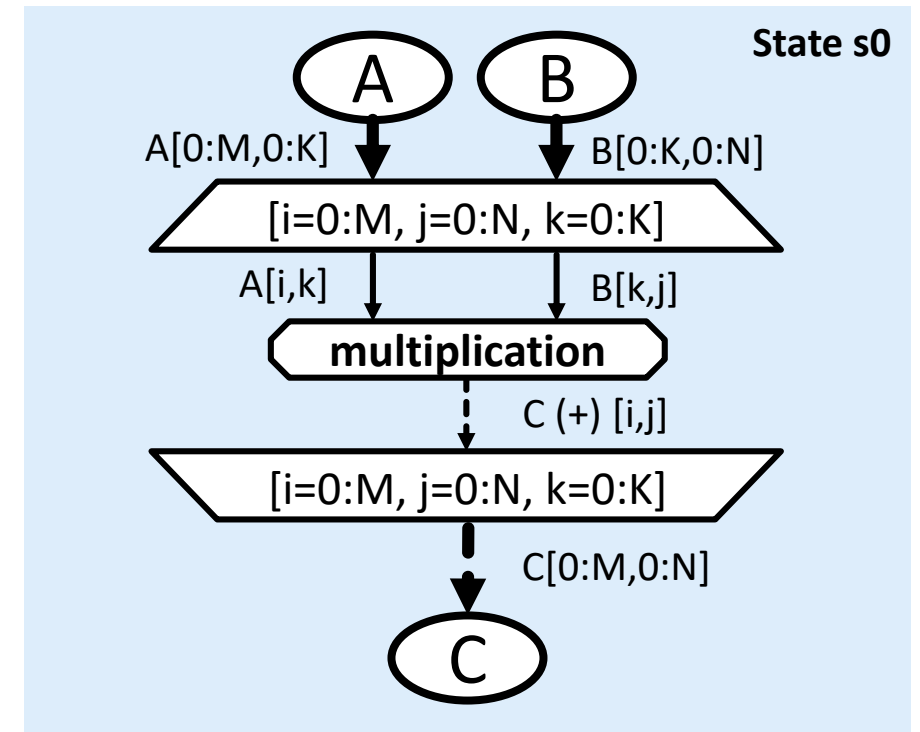 State s0
A
B
A[0:M,0:K]
B[0:K,0:N]
[i=0:M, j=0:N, k=0:K]
A[i,k]
B[k,j]
multiplication
C (+) [i,j]
[i=0:M, j=0:N, k=0:K]
C[0:M,0:N]
C